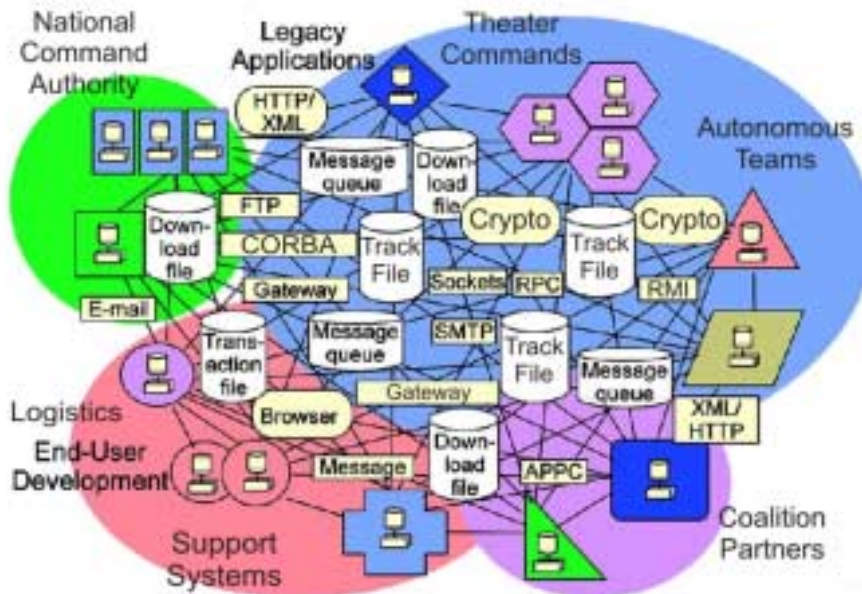 National
Command
Authority
Legacy
Applications
Theater
Commands
HTTP/
XML
Autonomous
Teams
Message
queue
Down-
load
file
FTP
Down-
load
file
CORBA
Track
File
Crypto
Track
File
Crypto
Gateway
Sockets
RPC
RMI
E-mail
Trans-
action
file
Message
queue
SMTP
Track
File
Message
queue
Gateway
Logistics
Browser
XML/
HTTP
End-User
Development
Message
Down-
load
file
APPC
Support
Systems
Coalition
Partners